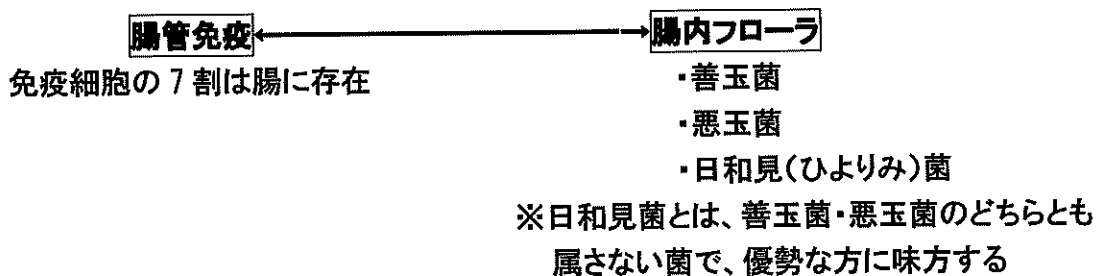 腸管免疫 腸内フローラ
免疫細胞の7割は腸に存在
・善玉菌
・悪玉菌
・日和見(ひよりみ)菌
※日和見菌とは、善玉菌・悪玉菌のどちらとも
属さない菌で、優勢な方に味方する